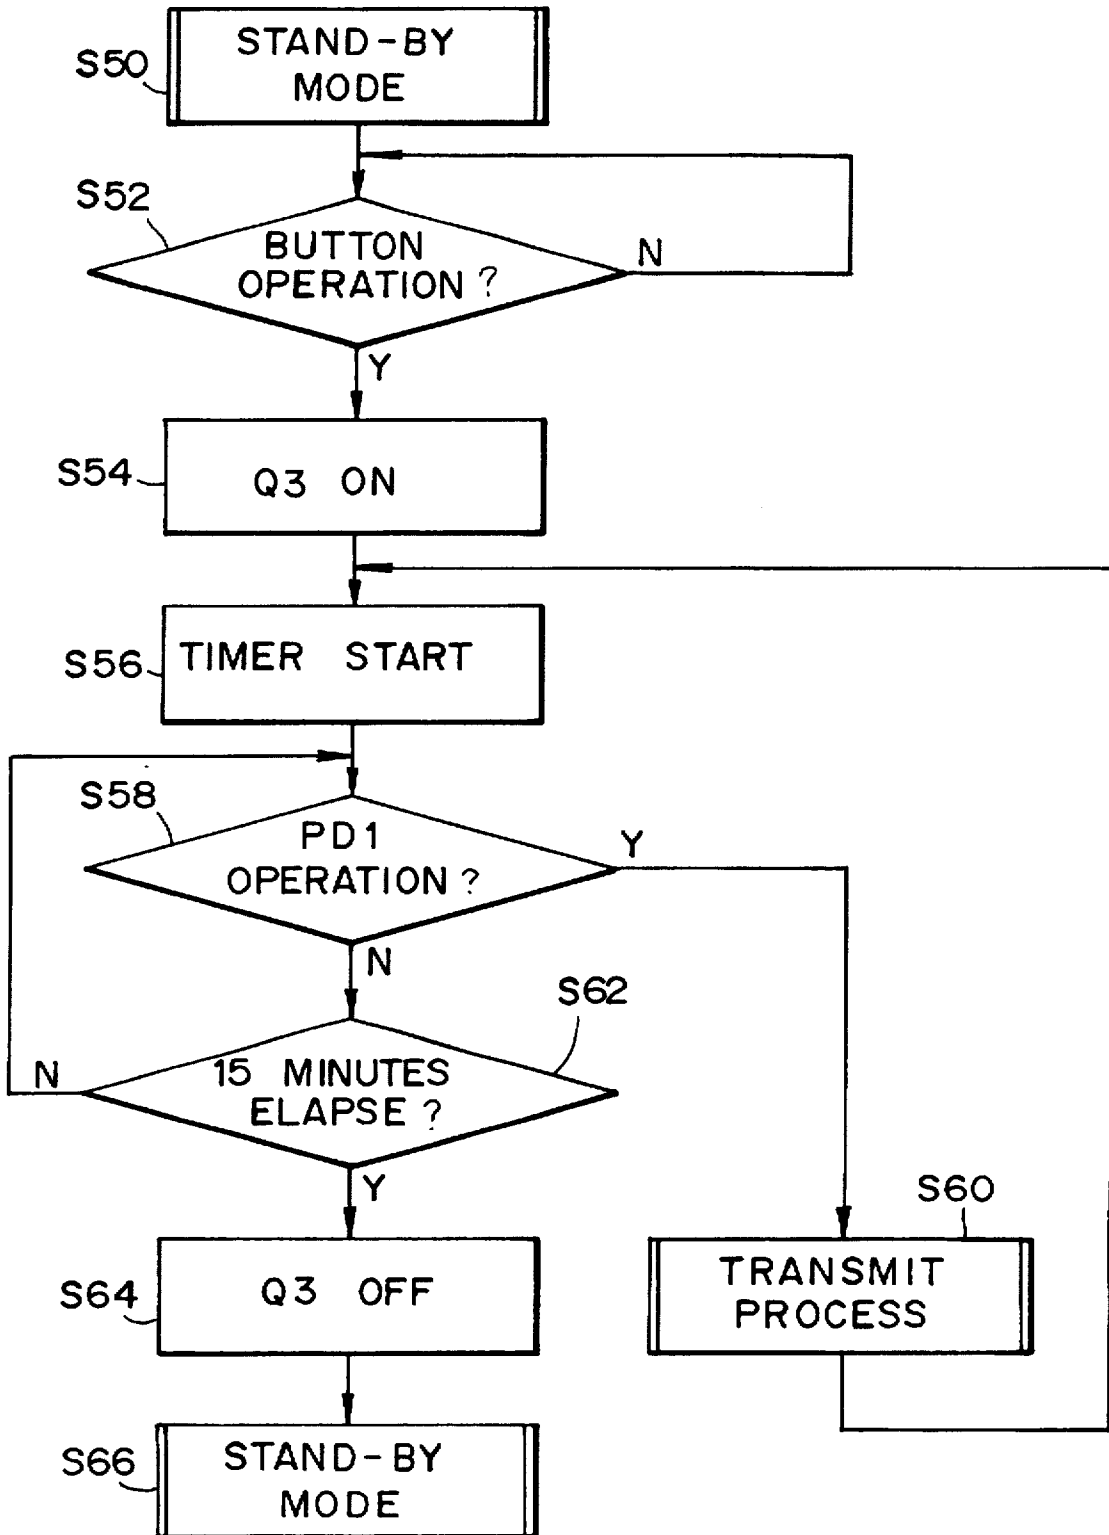 STAND-BY
MODE
S50
S52
BUTTON
OPERATION ?
N
Y
S54
Q3 ON
S56
TIMER START
S58
PD1
OPERATION ?
Y
N
S62
15 MINUTES
ELAPSE ?
N
Y
S60
TRANSMIT
PROCESS
S64
Q3 OFF
S66
STAND-BY
MODE